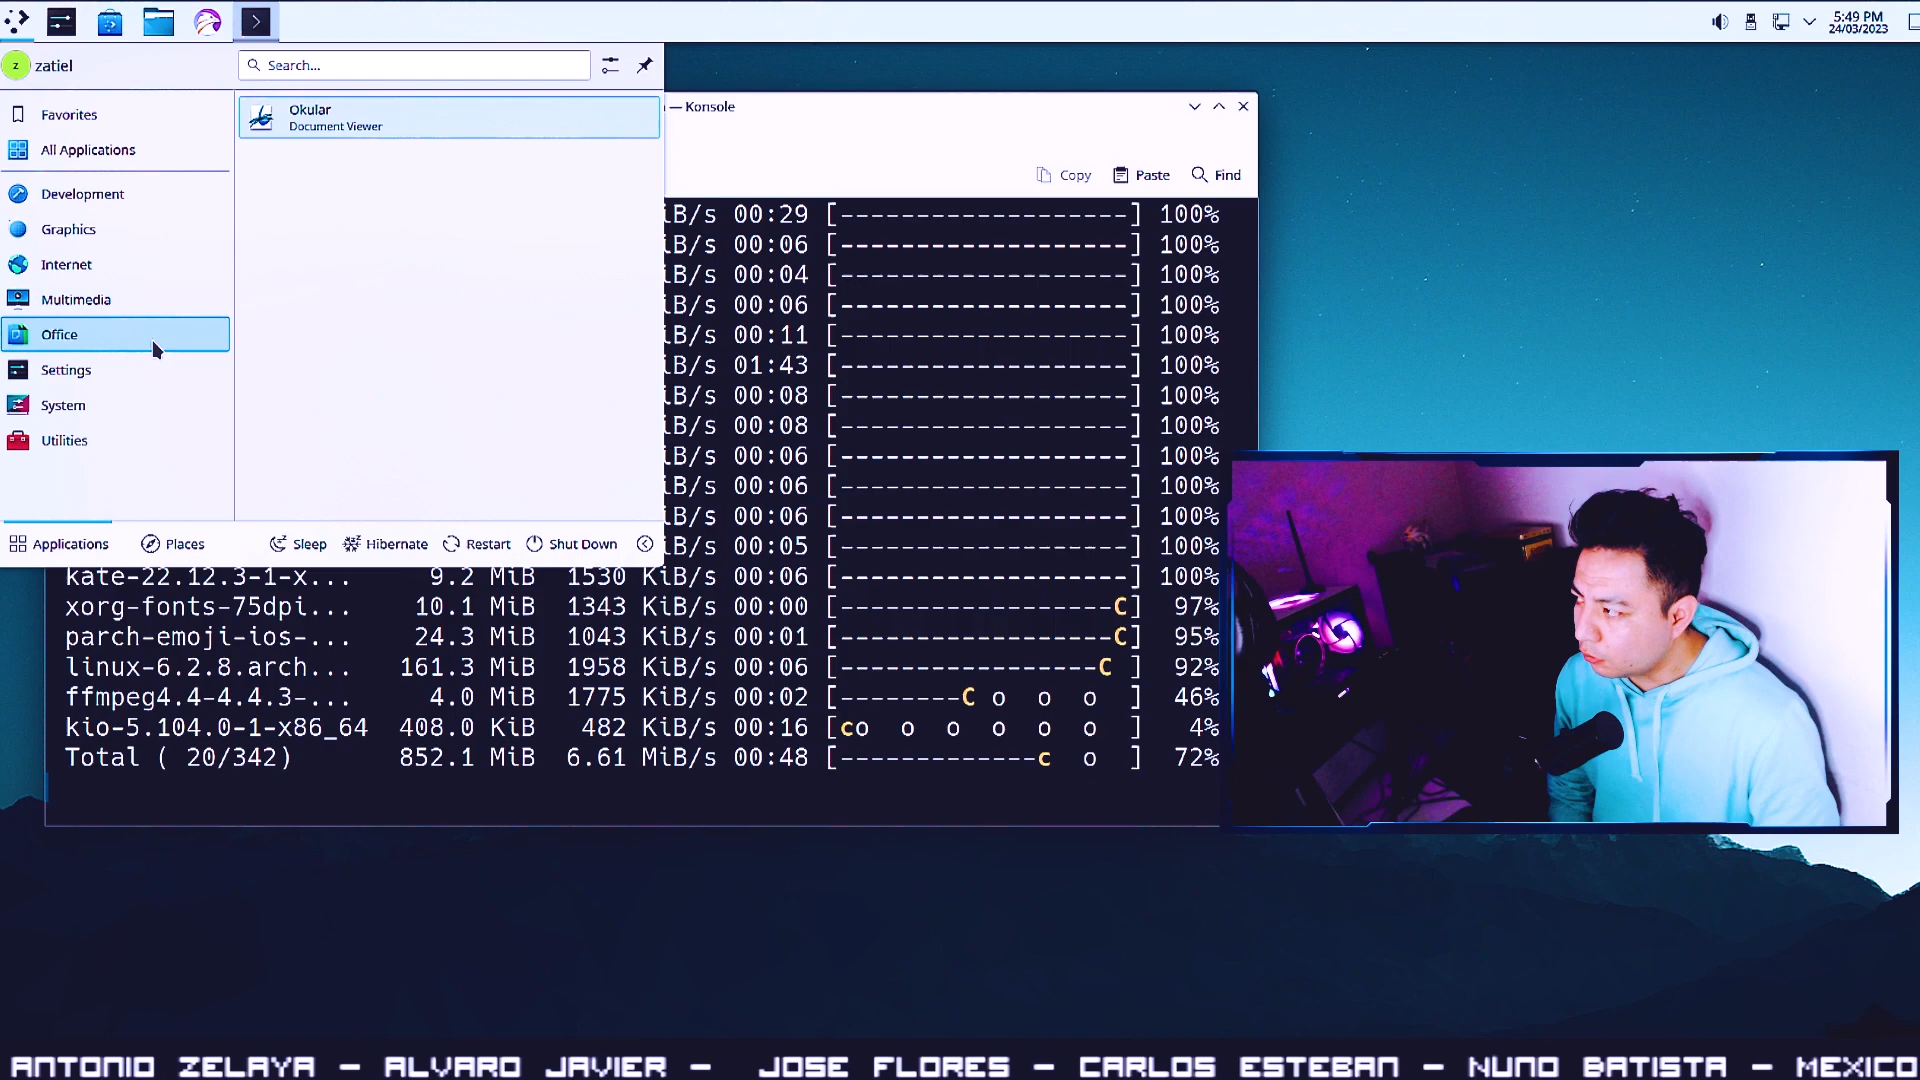 5:49 PM
24/03/2023
z zatiel
Search...
Favorites
All Applications
Development
Graphics
Internet
Multimedia
Office
Settings
System
Utilities
Okular
Document Viewer
Applications Places Sleep Hibernate Restart Shut Down
— Konsole
Copy Paste Find
iB/s 00:29 [-------------------] 100%
iB/s 00:06 [-------------------] 100%
iB/s 00:04 [-------------------] 100%
iB/s 00:06 [-------------------] 100%
iB/s 00:11 [-------------------] 100%
iB/s 01:43 [-------------------] 100%
iB/s 00:08 [-------------------] 100%
iB/s 00:08 [-------------------] 100%
iB/s 00:06 [-------------------] 100%
iB/s 00:06 [-------------------] 100%
iB/s 00:06 [-------------------] 100%
iB/s 00:05 [-------------------] 100%
kate-22.12.3-1-x... 9.2 MiB 1530 KiB/s 00:06 [-------------------] 100%
xorg-fonts-75dpi... 10.1 MiB 1343 KiB/s 00:00 [------------------C] 97%
parch-emoji-ios-... 24.3 MiB 1043 KiB/s 00:01 [------------------C] 95%
linux-6.2.8.arch... 161.3 MiB 1958 KiB/s 00:06 [-----------------C ] 92%
ffmpeg4.4-4.4.3-... 4.0 MiB 1775 KiB/s 00:02 [--------C o  o  o  ] 46%
kio-5.104.0-1-x86_64 408.0 KiB 482 KiB/s 00:16 [co  o  o  o  o  o  ] 4%
Total ( 20/342) 852.1 MiB 6.61 MiB/s 00:48 [-------------c  o  ] 72%
ANTONIO ZELAYA - ALVARO JAVIER - JOSE FLORES - CARLOS ESTEBAN - NUNO BATISTA - MEXICO